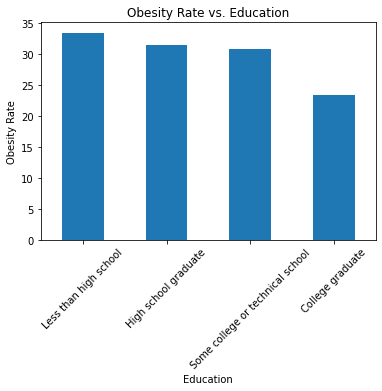 Obesity Rate vs. Education
Obesity Rate
35
30
25
20
15
10
5
0
Less than high school
High school graduate
Some college or technical school
College graduate
Education